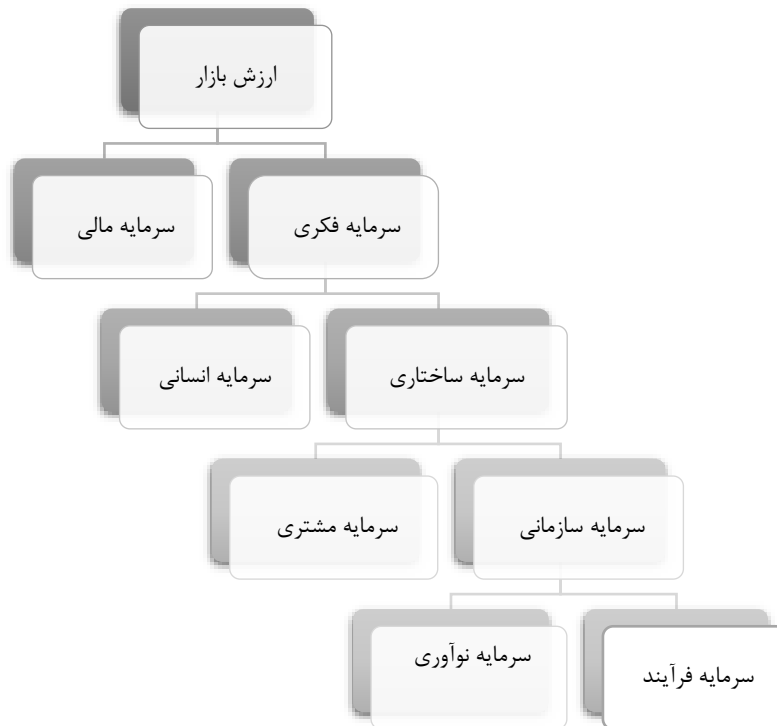 ارزش بازار
سرمایه فکری
سرمایه مالی
سرمایه ساختاری
سرمایه انسانی
سرمایه سازمانی
سرمایه مشتری
سرمایه فرآیند
سرمایه نوآوری